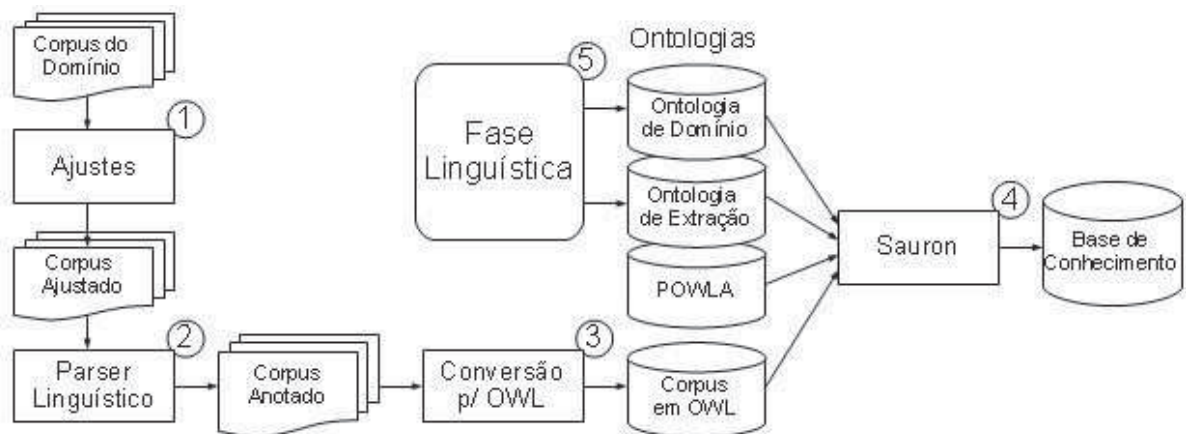 Corpus do
Domínio
1
Ajustes
Corpus
Ajustado
2
Parser
Linguístico
Corpus
Anotado
3
Conversão
p/ OWL
5
Fase
Linguística
Ontologias
Ontologia
de Domínio
Ontologia
de Extração
POWLA
Corpus
em OWL
4
Sauron
Base de
Conhecimento